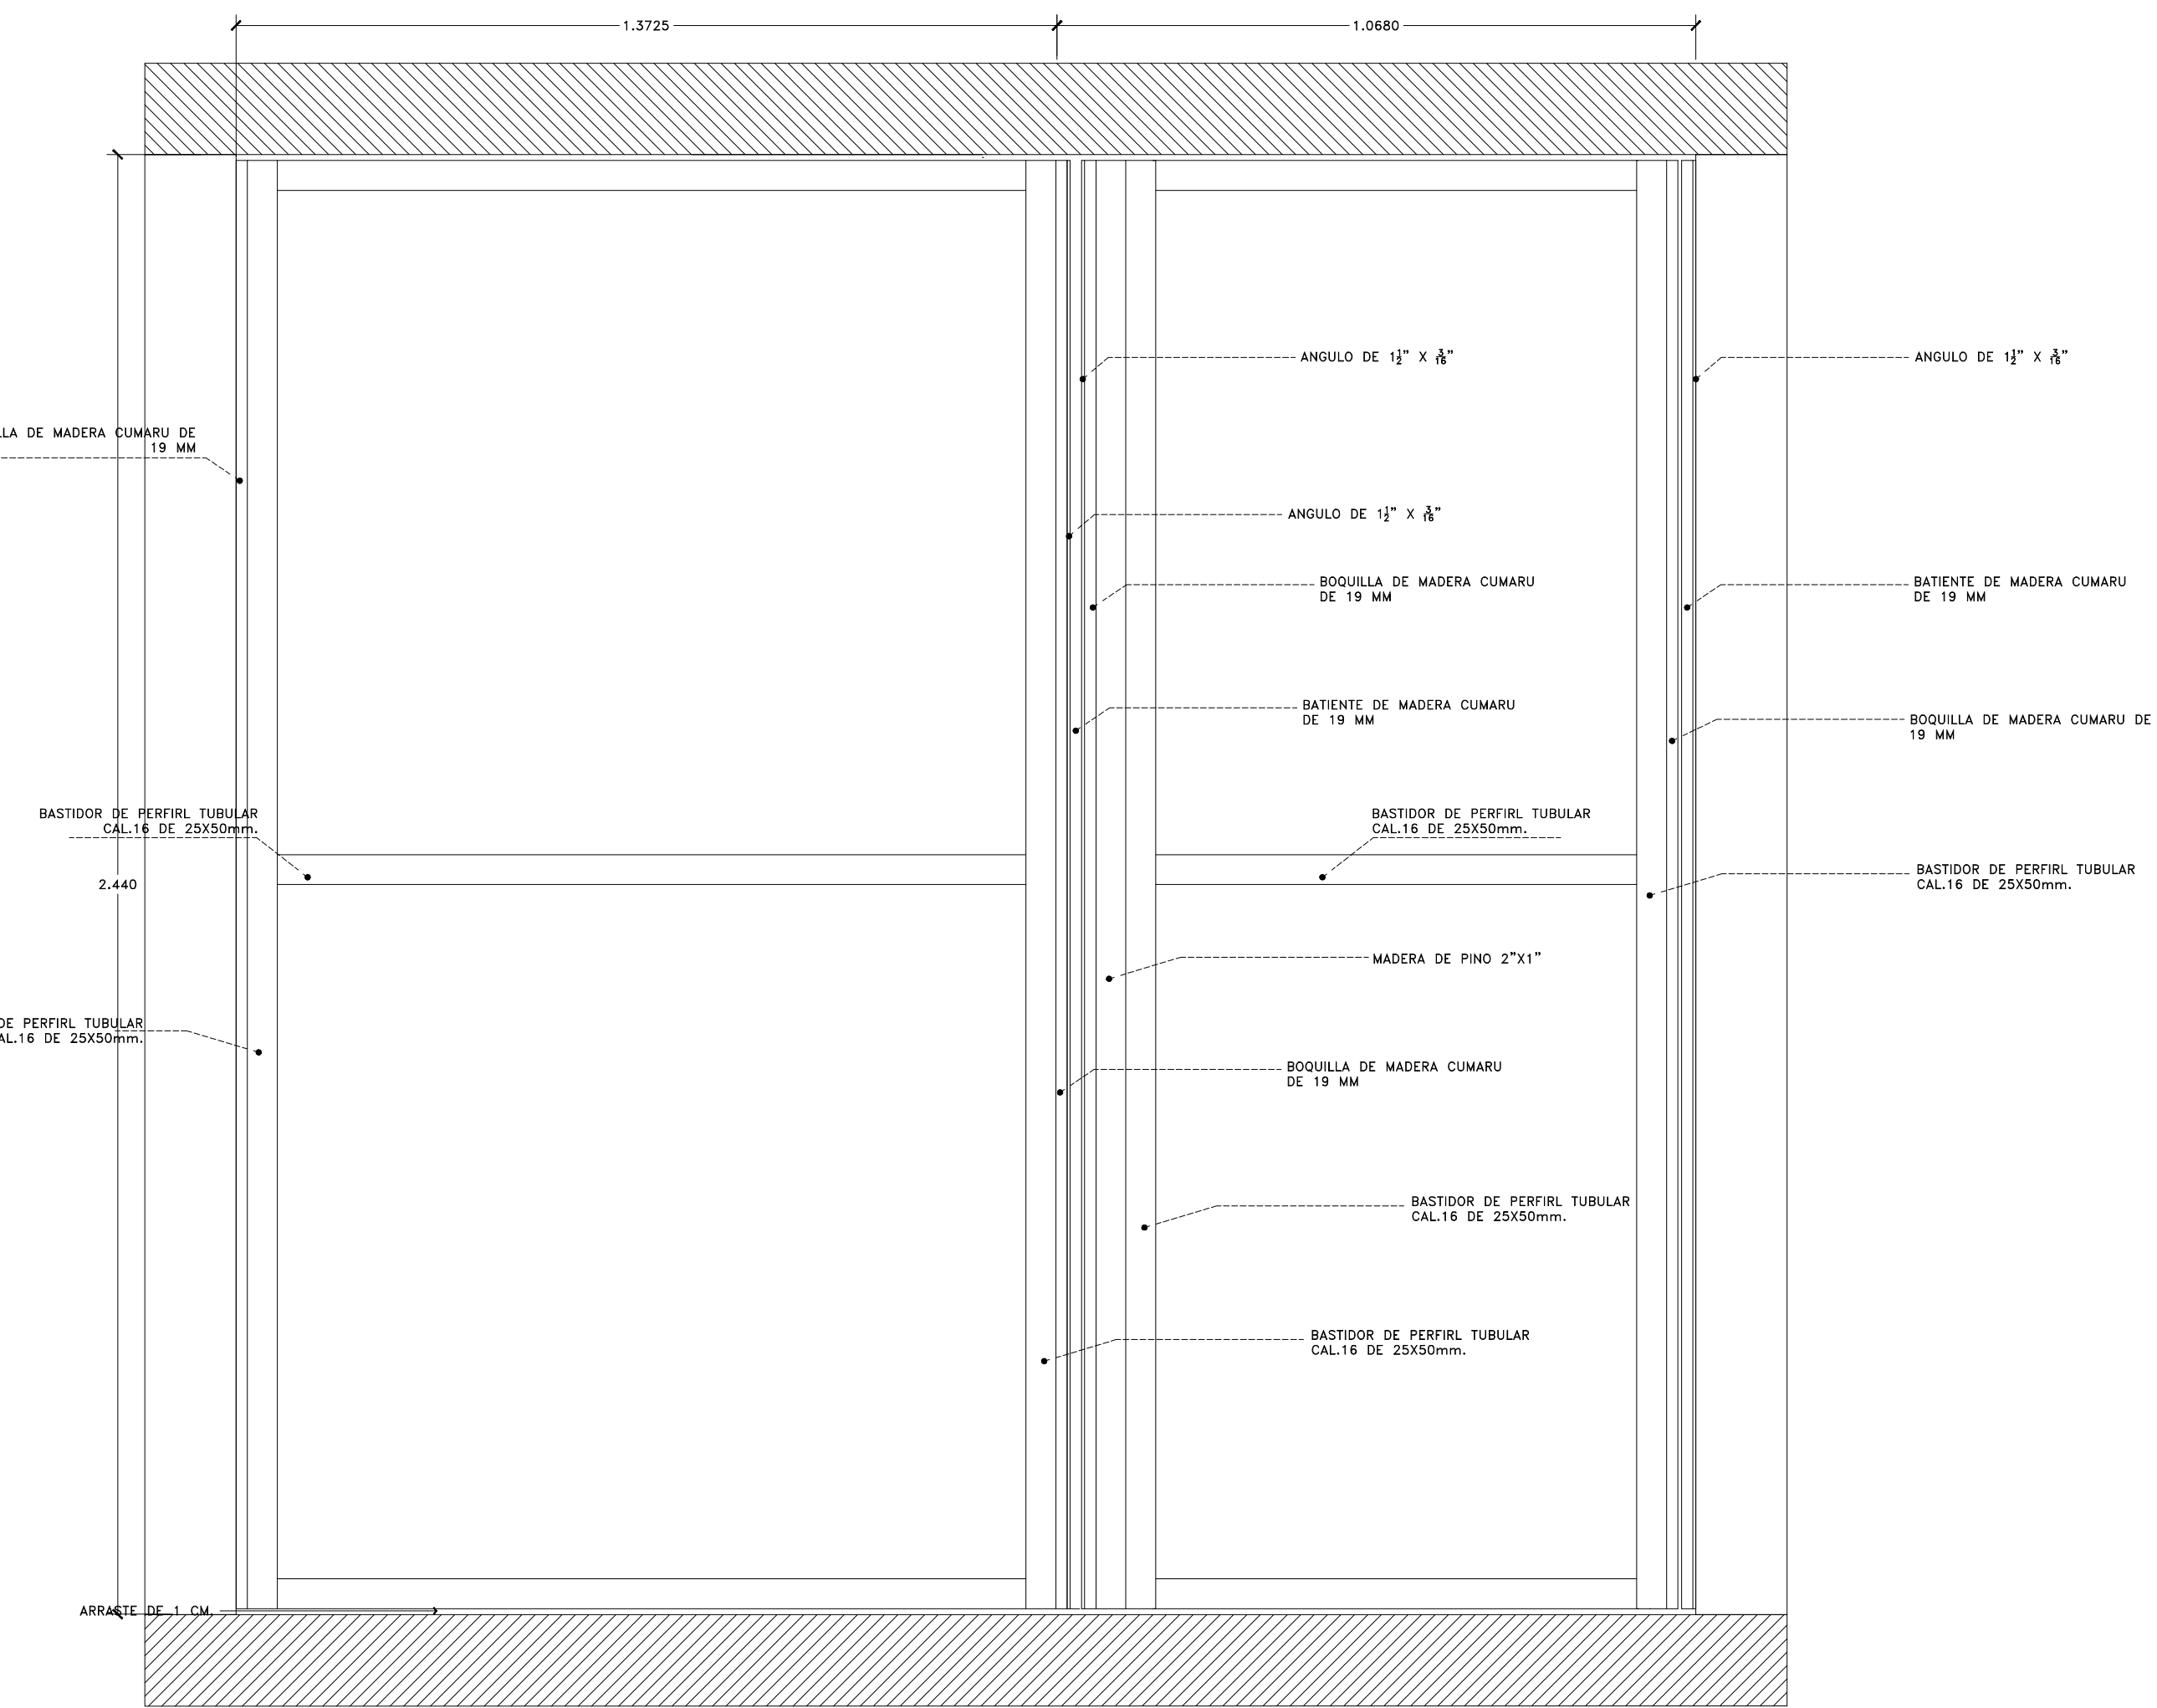 1.3725
1.0680
ANGULO DE 1½" X 3/16"
ANGULO DE 1½" X 3/16"
DE MADERA CUMARU DE
19 MM
ANGULO DE 1½" X 3/16"
BOQUILLA DE MADERA CUMARU
DE 19 MM
BATIENTE DE MADERA CUMARU
DE 19 MM
BATIENTE DE MADERA CUMARU
DE 19 MM
BOQUILLA DE MADERA CUMARU DE
19 MM
BASTIDOR DE PERFIRL TUBULAR
CAL.16 DE 25X50mm.
BASTIDOR DE PERFIRL TUBULAR
CAL.16 DE 25X50mm.
2.440
BASTIDOR DE PERFIRL TUBULAR
CAL.16 DE 25X50mm.
MADERA DE PINO 2"X1"
DE PERFIRL TUBULAR
CAL.16 DE 25X50mm.
BOQUILLA DE MADERA CUMARU
DE 19 MM
BASTIDOR DE PERFIRL TUBULAR
CAL.16 DE 25X50mm.
BASTIDOR DE PERFIRL TUBULAR
CAL.16 DE 25X50mm.
ARRASTE DE 1 CM.